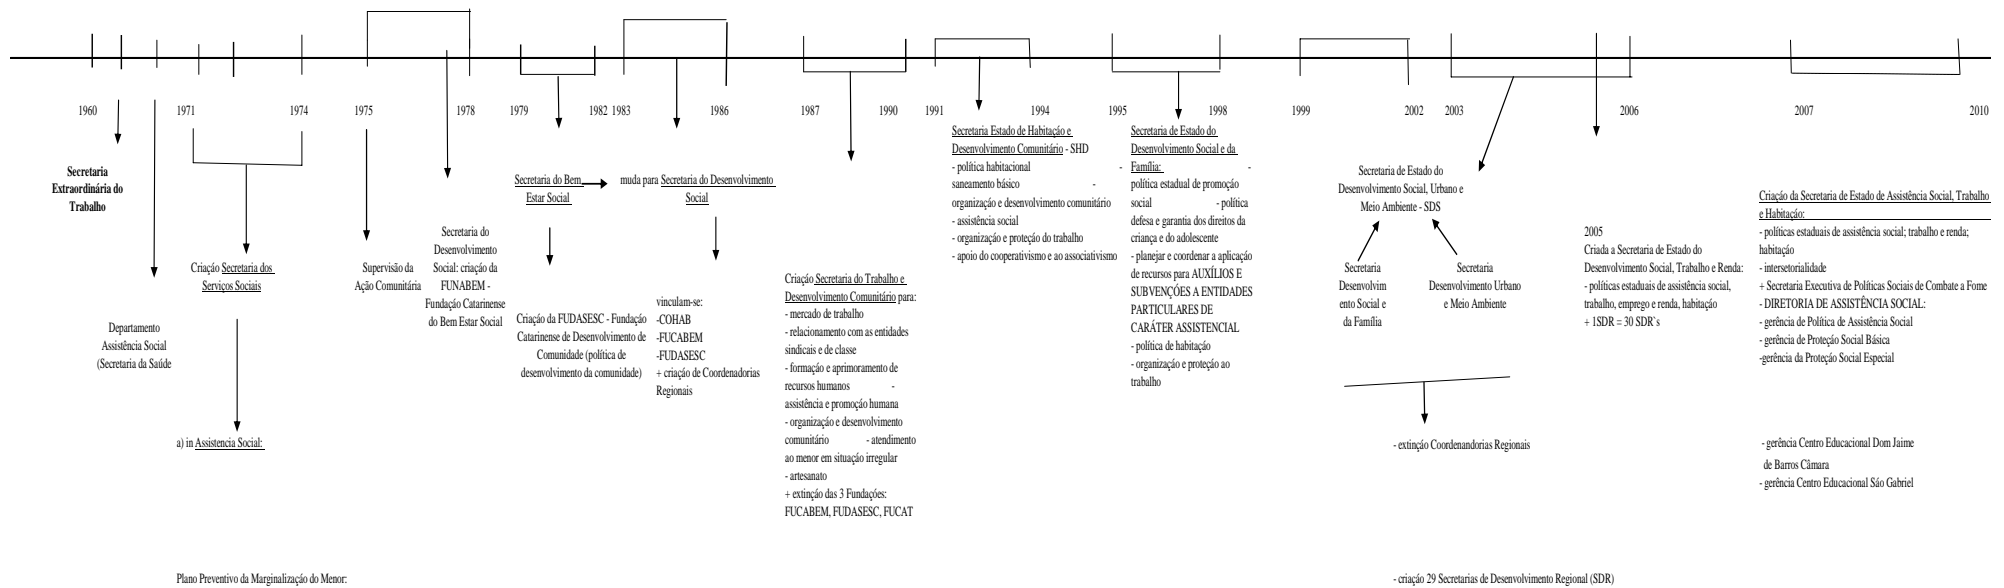 1960
1971
1974
1975
1978
1979
1982
1983
1986
1987
1990
1991
1994
1995
1998
1999
2002
2003
2006
2007
2010
Secretaria
Extraordinária do
Trabalho
Departamento
Assistência Social
(Secretaria da Saúde
Criação Secretaria dos
Serviços Sociais
a) in Assistencia Social:
Plano Preventivo da Marginalização do Menor:
Supervisão da
Ação Comunitária
Secretaria do
Desenvolvimento
Social: criação da
FUNABEM -
Fundação Catarinense
do Bem Estar Social
Secretaria do Bem
Estar Social
Criação da FUDASESC - Fundação
Catarinense de Desenvolvimento de
Comunidade (política de
desenvolvimento da comunidade)
muda para Secretaria do Desenvolvimento
Social
vinculam-se:
-COHAB
-FUCABEM
-FUDASESC
+ criação de Coordenadorias
Regionais
Criação Secretaria do Trabalho e
Desenvolvimento Comunitário para:
- mercado de trabalho
- relacionamento com as entidades
sindicais e de classe
- formação e aprimoramento de
recursos humanos -
assistência e promoção humana
- organização e desenvolvimento
comunitário - atendimento
ao menor em situação irregular
- artesanato
+ extinção das 3 Fundações:
FUCABEM, FUDASESC, FUCAT
Secretaria Estado de Habitação e
Desenvolvimento Comunitário - SHD
- política habitacional -
saneamento básico -
organização e desenvolvimento comunitário
- assistência social
- organização e proteção do trabalho
- apoio do cooperativismo e ao associativismo
Secretaria de Estado do
Desenvolvimento Social e da
Família: -
política estadual de promoção
social - política
defesa e garantia dos direitos da
criança e do adolescente
- planejar e coordenar a aplicação
de recursos para AUXÍLIOS E
SUBVENÇÕES A ENTIDADES
PARTICULARES DE
CARÁTER ASSISTENCIAL
- política de habitação
- organização e proteção ao
trabalho
Secretaria de Estado do
Desenvolvimento Social, Urbano e
Meio Ambiente - SDS
Secretaria
Desenvolvim
ento Social e
da Família
Secretaria
Desenvolvimento Urbano
e Meio Ambiente
- extinção Coordenandorias Regionais
- criação 29 Secretarias de Desenvolvimento Regional (SDR)
2005
Criada a Secretaria de Estado do
Desenvolvimento Social, Trabalho e Renda:
- políticas estaduais de assistência social,
trabalho, emprego e renda, habitação
+ 1SDR = 30 SDR`s
Criação da Secretaria de Estado de Assistência Social, Trabalho
e Habitação:
- políticas estaduais de assistência social; trabalho e renda;
habitação
- intersetorialidade
+ Secretaria Executiva de Políticas Sociais de Combate a Fome
- DIRETORIA DE ASSISTÊNCIA SOCIAL:
- gerência de Política de Assistência Social
- gerência de Proteção Social Básica
-gerência da Proteção Social Especial
- gerência Centro Educacional Dom Jaime
de Barros Câmara
- gerência Centro Educacional São Gabriel